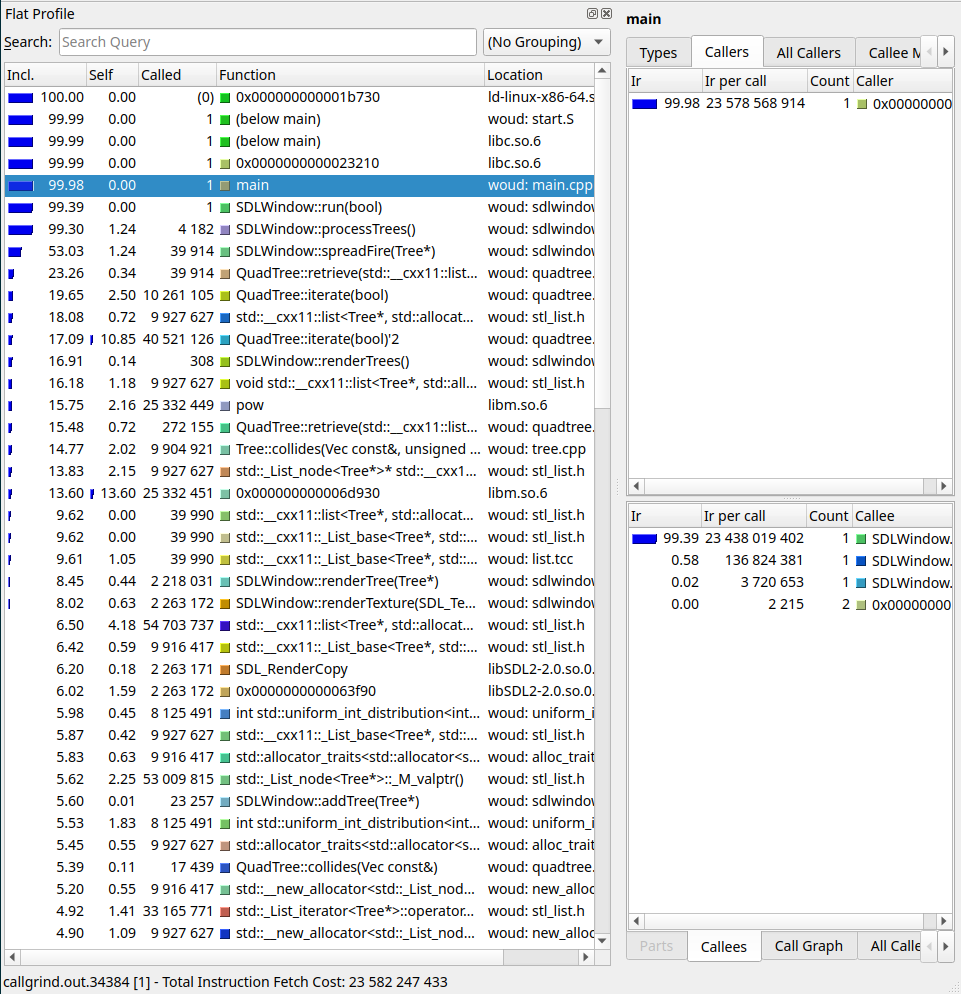 Flat Profile
Search: Search Query (No Grouping)
Incl. Self Called Function Location
100.00 0.00 (0) 0x000000000001b730 ld-linux-x86-64.s
99.99 0.00 1 (below main) woud: start.S
99.99 0.00 1 (below main) libc.so.6
99.99 0.00 1 0x0000000000023210 libc.so.6
99.98 0.00 1 main woud: main.cpp
99.39 0.00 1 SDLWindow::run(bool) woud: sdlwindow
99.30 1.24 4 182 SDLWindow::processTrees() woud: sdlwindow
53.03 1.24 39 914 SDLWindow::spreadFire(Tree*) woud: sdlwindow
23.26 0.34 39 914 QuadTree::retrieve(std::__cxx11::list... woud: quadtree.
19.65 2.50 10 261 105 QuadTree::iterate(bool) woud: quadtree.
18.08 0.72 9 927 627 std::__cxx11::list<Tree*, std::allocat... woud: stl_list.h
17.09 10.85 40 521 126 QuadTree::iterate(bool)'2 woud: quadtree.
16.91 0.14 308 SDLWindow::renderTrees() woud: sdlwindow
16.18 1.18 9 927 627 void std::__cxx11::list<Tree*, std::all... woud: stl_list.h
15.75 2.16 25 332 449 pow libm.so.6
15.48 0.72 272 155 QuadTree::retrieve(std::__cxx11::list... woud: quadtree.
14.77 2.02 9 904 921 Tree::collides(Vec const&, unsigned ... woud: tree.cpp
13.83 2.15 9 927 627 std::_List_node<Tree*>* std::__cxx1... woud: stl_list.h
13.60 13.60 25 332 451 0x000000000006d930 libm.so.6
9.62 0.00 39 990 std::__cxx11::list<Tree*, std::allocat... woud: stl_list.h
9.62 0.00 39 990 std::__cxx11::_List_base<Tree*, std::... woud: stl_list.h
9.61 1.05 39 990 std::__cxx11::_List_base<Tree*, std::... woud: list.tcc
8.45 0.44 2 218 031 SDLWindow::renderTree(Tree*) woud: sdlwindow
8.02 0.63 2 263 172 SDLWindow::renderTexture(SDL_Te... woud: sdlwindow
6.50 4.18 54 703 737 std::__cxx11::list<Tree*, std::allocat... woud: stl_list.h
6.42 0.59 9 916 417 std::__cxx11::_List_base<Tree*, std::... woud: stl_list.h
6.20 0.18 2 263 171 SDL_RenderCopy libSDL2-2.0.so.0.
6.02 1.59 2 263 172 0x0000000000063f90 libSDL2-2.0.so.0.
5.98 0.45 8 125 491 int std::uniform_int_distribution<int... woud: uniform_i
5.87 0.42 9 927 627 std::__cxx11::_List_base<Tree*, std::... woud: stl_list.h
5.83 0.63 9 916 417 std::allocator_traits<std::allocator<s... woud: alloc_trait
5.62 2.25 53 009 815 std::_List_node<Tree*>::_M_valptr() woud: stl_list.h
5.60 0.01 23 257 SDLWindow::addTree(Tree*) woud: sdlwindow
5.53 1.83 8 125 491 int std::uniform_int_distribution<int... woud: uniform_i
5.45 0.55 9 927 627 std::allocator_traits<std::allocator<s... woud: alloc_trait
5.39 0.11 17 439 QuadTree::collides(Vec const&) woud: quadtree.
5.20 0.55 9 916 417 std::__new_allocator<std::_List_nod... woud: new_alloc
4.92 1.41 33 165 771 std::_List_iterator<Tree*>::operator... woud: stl_list.h
4.90 1.09 9 927 627 std::__new_allocator<std::_List_nod... woud: new_alloc
main
Types Callers All Callers Callee M
Ir Ir per call Count Caller
99.98 23 578 568 914 1 0x00000000
Ir Ir per call Count Callee
99.39 23 438 019 402 1 SDLWindow.
0.58 136 824 381 1 SDLWindow.
0.02 3 720 653 1 SDLWindow.
0.00 2 215 2 0x00000000
Parts Callees Call Graph All Calle
callgrind.out.34384 [1] - Total Instruction Fetch Cost: 23 582 247 433